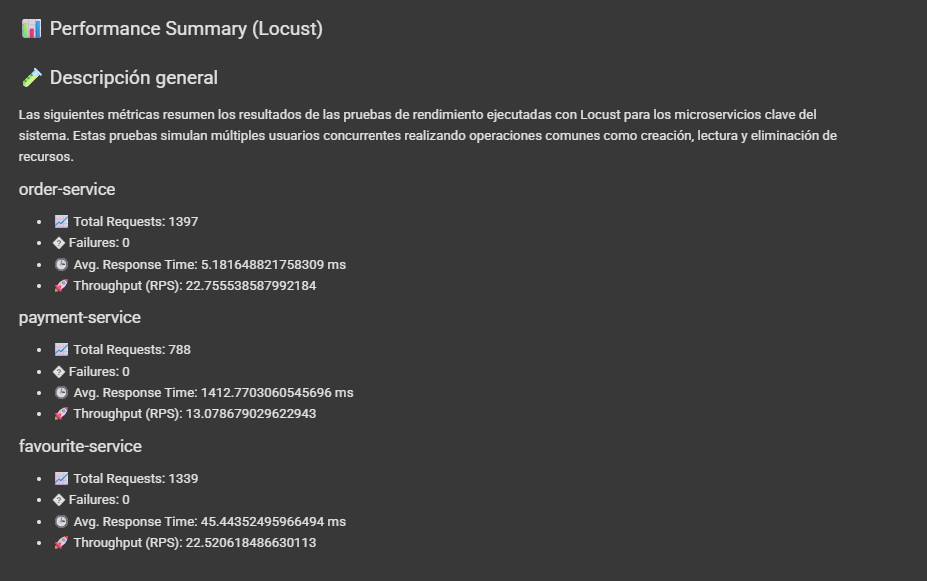 📊 Performance Summary (Locust)
🧪 Descripción general
Las siguientes métricas resumen los resultados de las pruebas de rendimiento ejecutadas con Locust para los microservicios clave del
sistema. Estas pruebas simulan múltiples usuarios concurrentes realizando operaciones comunes como creación, lectura y eliminación de
recursos.
order-service
• 📈 Total Requests: 1397
• � Failures: 0
• 🕒 Avg. Response Time: 5.181648821758309 ms
• 🚀 Throughput (RPS): 22.755538587992184
payment-service
• 📈 Total Requests: 788
• � Failures: 0
• 🕒 Avg. Response Time: 1412.7703060545696 ms
• 🚀 Throughput (RPS): 13.078679029622943
favourite-service
• 📈 Total Requests: 1339
• � Failures: 0
• 🕒 Avg. Response Time: 45.44352495966494 ms
• 🚀 Throughput (RPS): 22.520618486630113